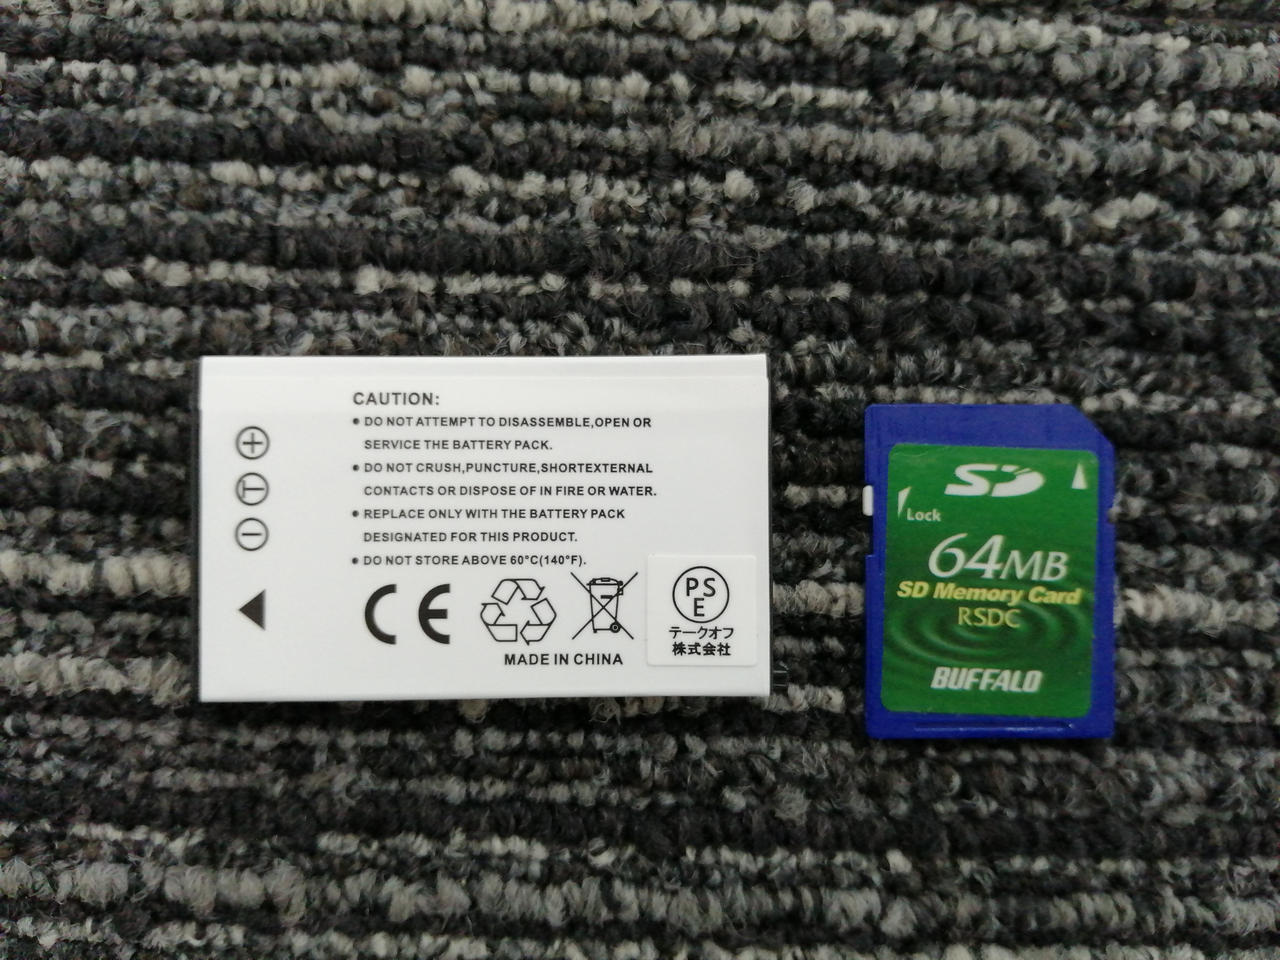 CAUTION:
• DO NOT ATTEMPT TO DISASSEMBLE,OPEN OR
SERVICE THE BATTERY PACK.
• DO NOT CRUSH,PUNCTURE,SHORTEXTERNAL
CONTACTS OR DISPOSE OF IN FIRE OR WATER.
• REPLACE ONLY WITH THE BATTERY PACK
DESIGNATED FOR THIS PRODUCT.
• DO NOT STORE ABOVE 60°C(140°F).
+
T
−
CE
MADE IN CHINA
PS
E
テークオフ
株式会社
SD
Lock
64MB
SD Memory Card
RSDC
BUFFALO